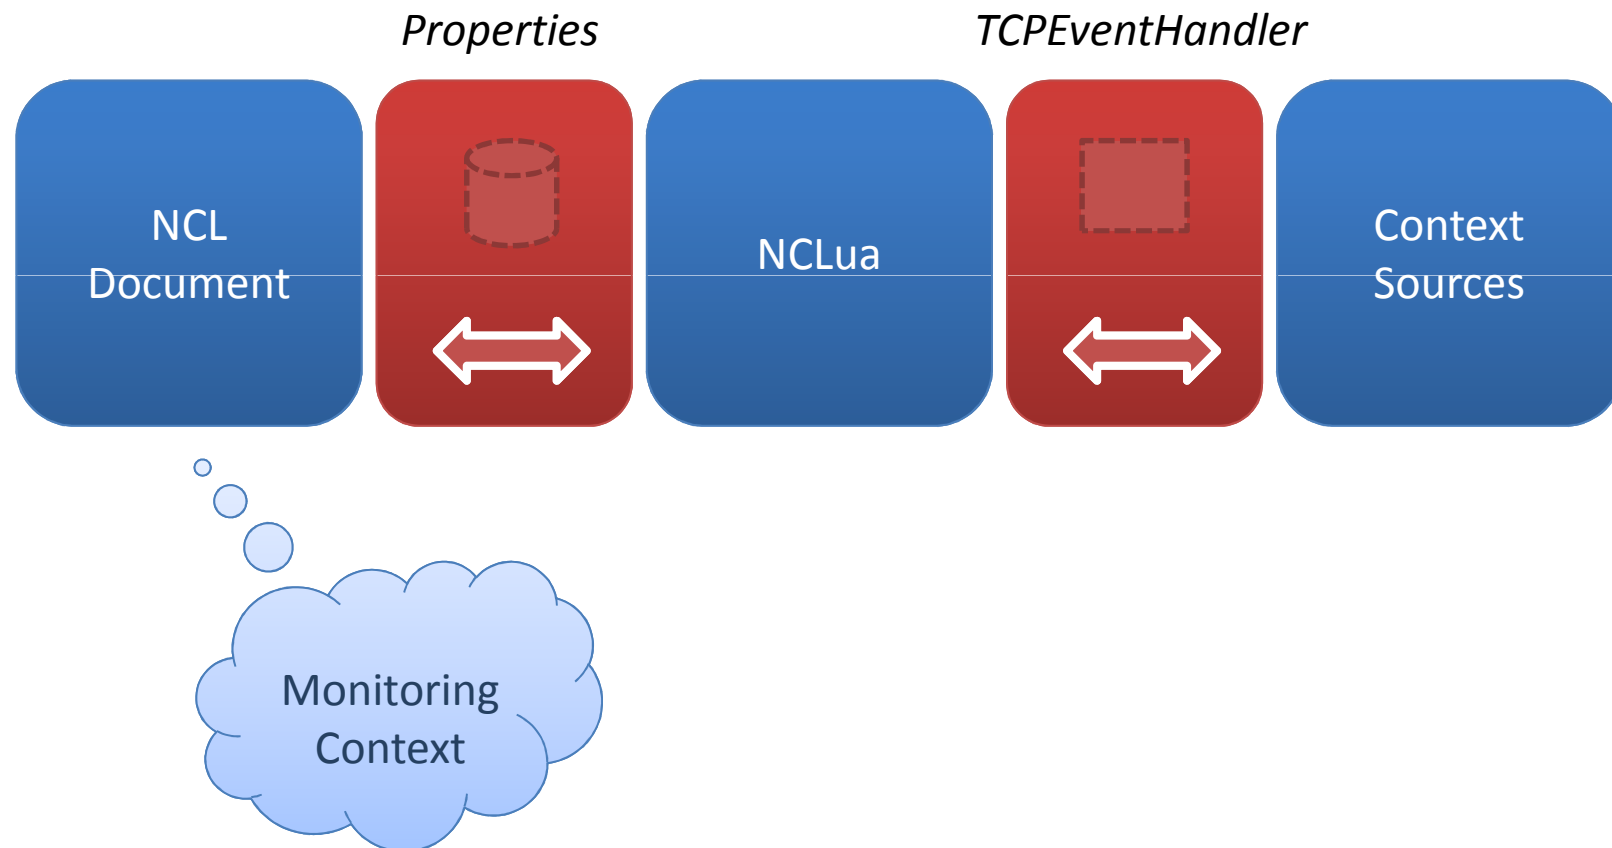 Properties
TCPEventHandler
NCL
Document
NCLua
Context
Sources
Monitoring
Context